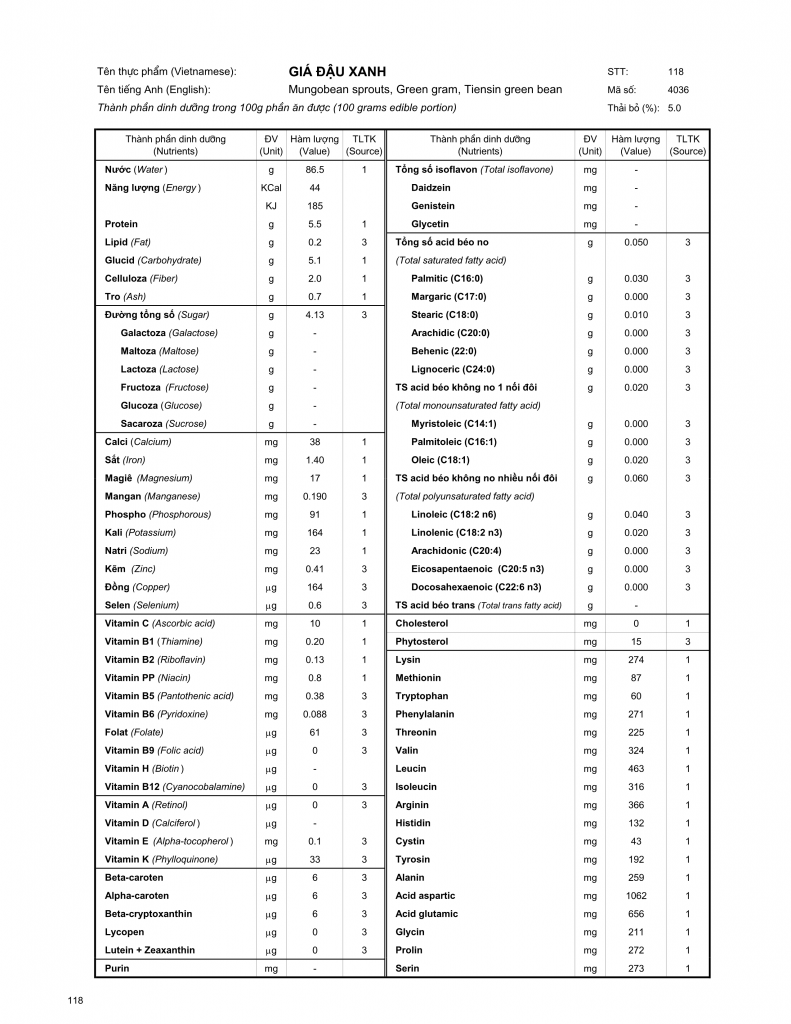 Tên thực phẩm (Vietnamese): GIÁ ĐẬU XANH STT: 118
Tên tiếng Anh (English): Mungobean sprouts, Green gram, Tiensin green bean Mã số: 4036
Thành phần dinh dưỡng trong 100g phần ăn được (100 grams edible portion) Thải bỏ (%): 5.0
Thành phần dinh dưỡng ĐV Hàm lượng TLTK Thành phần dinh dưỡng ĐV Hàm lượng TLTK
(Nutrients) (Unit) (Value) (Source) (Nutrients) (Unit) (Value) (Source)
Nước (Water) g 86.5 1 Tổng số isoflavon (Total isoflavone) mg -
Năng lượng (Energy) KCal 44 Daidzein mg -
KJ 185 Genistein mg -
Protein g 5.5 1 Glycetin mg -
Lipid (Fat) g 0.2 3 Tổng số acid béo no g 0.050 3
Glucid (Carbohydrate) g 5.1 1 (Total saturated fatty acid)
Celluloza (Fiber) g 2.0 1 Palmitic (C16:0) g 0.030 3
Tro (Ash) g 0.7 1 Margaric (C17:0) g 0.000 3
Đường tổng số (Sugar) g 4.13 3 Stearic (C18:0) g 0.010 3
Galactoza (Galactose) g - Arachidic (C20:0) g 0.000 3
Maltoza (Maltose) g - Behenic (22:0) g 0.000 3
Lactoza (Lactose) g - Lignoceric (C24:0) g 0.000 3
Fructoza (Fructose) g - TS acid béo không no 1 nối đôi g 0.020 3
Glucoza (Glucose) g - (Total monounsaturated fatty acid)
Sacaroza (Sucrose) g - Myristoleic (C14:1) g 0.000 3
Calci (Calcium) mg 38 1 Palmitoleic (C16:1) g 0.000 3
Sắt (Iron) mg 1.40 1 Oleic (C18:1) g 0.020 3
Magiê (Magnesium) mg 17 1 TS acid béo không no nhiều nối đôi g 0.060 3
Mangan (Manganese) mg 0.190 3 (Total polyunsaturated fatty acid)
Phospho (Phosphorous) mg 91 1 Linoleic (C18:2 n6) g 0.040 3
Kali (Potassium) mg 164 1 Linolenic (C18:2 n3) g 0.020 3
Natri (Sodium) mg 23 1 Arachidonic (C20:4) g 0.000 3
Kẽm (Zinc) mg 0.41 3 Eicosapentaenoic (C20:5 n3) g 0.000 3
Đồng (Copper) µg 164 3 Docosahexaenoic (C22:6 n3) g 0.000 3
Selen (Selenium) µg 0.6 3 TS acid béo trans (Total trans fatty acid) g -
Vitamin C (Ascorbic acid) mg 10 1 Cholesterol mg 0 1
Vitamin B1 (Thiamine) mg 0.20 1 Phytosterol mg 15 3
Vitamin B2 (Riboflavin) mg 0.13 1 Lysin mg 274 1
Vitamin PP (Niacin) mg 0.8 1 Methionin mg 87 1
Vitamin B5 (Pantothenic acid) mg 0.38 3 Tryptophan mg 60 1
Vitamin B6 (Pyridoxine) mg 0.088 3 Phenylalanin mg 271 1
Folat (Folate) µg 61 3 Threonin mg 225 1
Vitamin B9 (Folic acid) µg 0 3 Valin mg 324 1
Vitamin H (Biotin) µg - Leucin mg 463 1
Vitamin B12 (Cyanocobalamine) µg 0 3 Isoleucin mg 316 1
Vitamin A (Retinol) µg 0 3 Arginin mg 366 1
Vitamin D (Calciferol) µg - Histidin mg 132 1
Vitamin E (Alpha-tocopherol) mg 0.1 3 Cystin mg 43 1
Vitamin K (Phylloquinone) µg 33 3 Tyrosin mg 192 1
Beta-caroten µg 6 3 Alanin mg 259 1
Alpha-caroten µg 6 3 Acid aspartic mg 1062 1
Beta-cryptoxanthin µg 6 3 Acid glutamic mg 656 1
Lycopen µg 0 3 Glycin mg 211 1
Lutein + Zeaxanthin µg 0 3 Prolin mg 272 1
Purin mg - Serin mg 273 1
118